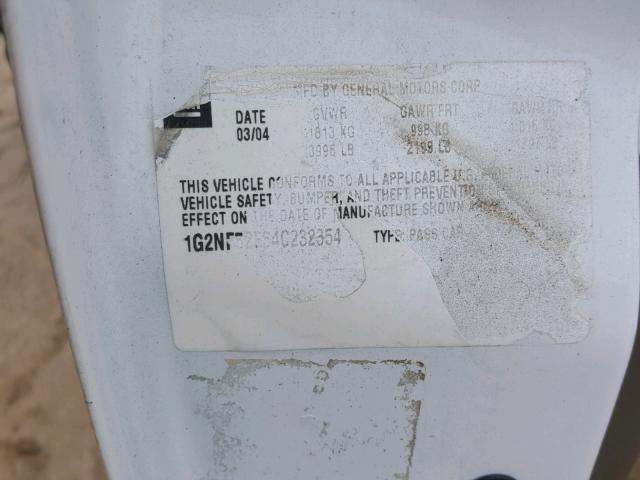 MFD BY GENERAL MOTORS CORP
DATE GVWR GAWR FRT GAWR RR
03/04 1813 KG 998 KG
3996 LB 2199 LB
THIS VEHICLE CONFORMS TO ALL APPLICABLE U.S.
VEHICLE SAFETY, BUMPER, AND THEFT PREVENTION
EFFECT ON THE DATE OF MANUFACTURE SHOWN
TYPE: PASS CAR